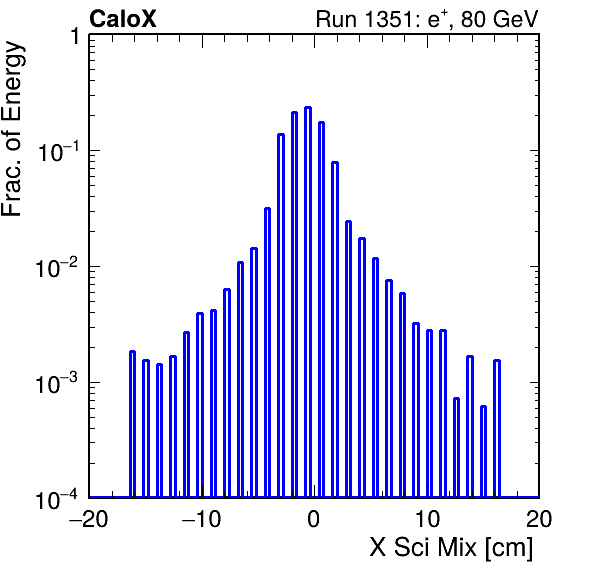 CaloX Run 1351: e⁺, 80 GeV
Frac. of Energy
1
10⁻¹
10⁻²
10⁻³
10⁻⁴
−20 −10 0 10 20
X Sci Mix [cm]